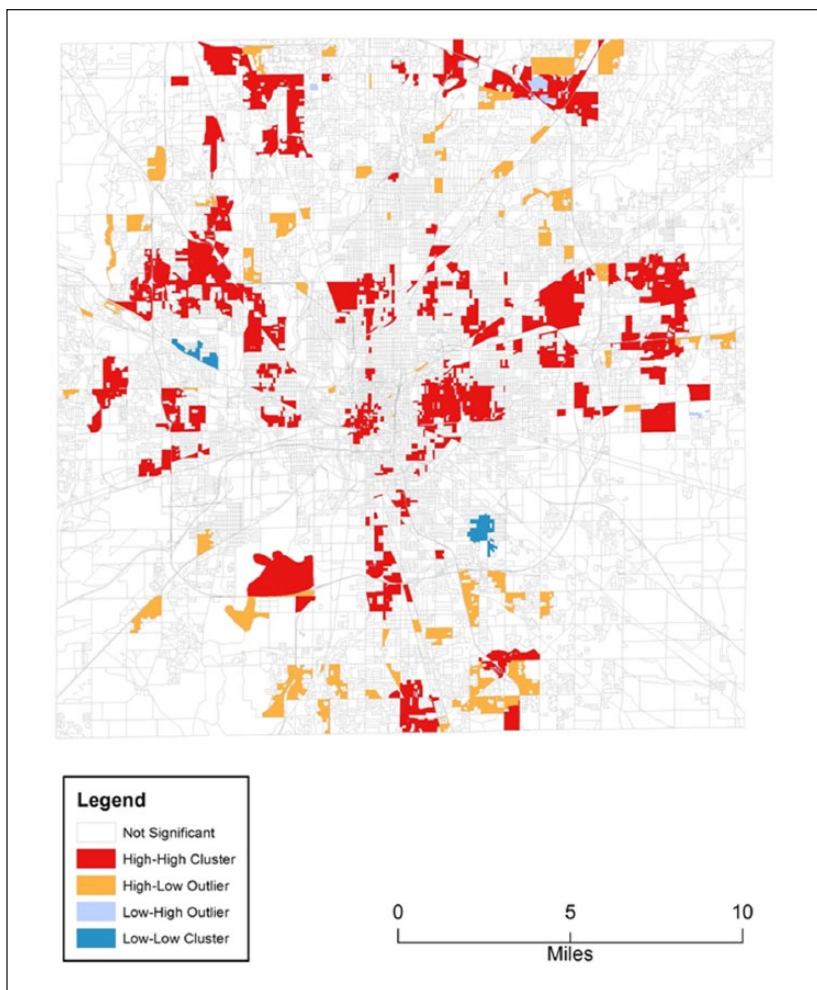 Legend
Not Significant
High-High Cluster
High-Low Outlier
Low-High Outlier
Low-Low Cluster
0 5 10
Miles